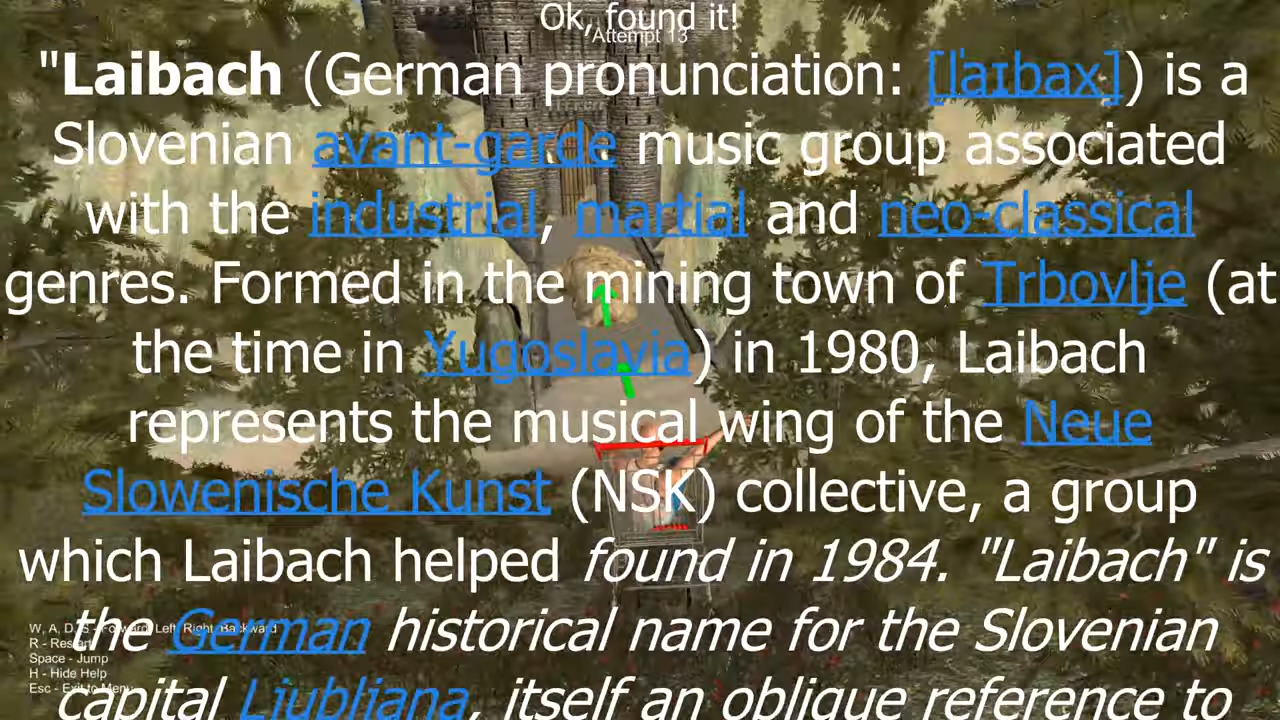 Ok, found it!
Attempt 13
"Laibach (German pronunciation: [ˈlaɪbax]) is a
Slovenian avant-garde music group associated
with the industrial, martial and neo-classical
genres. Formed in the mining town of Trbovlje (at
the time in Yugoslavia) in 1980, Laibach
represents the musical wing of the Neue
Slowenische Kunst (NSK) collective, a group
which Laibach helped found in 1984. "Laibach" is
the German historical name for the Slovenian
capital Ljubljana, itself an oblique reference to
W, A, D, S - Forward, Left, Right, Backward
R - Restart
Space - Jump
H - Hide Help
Esc - Exit to Menu